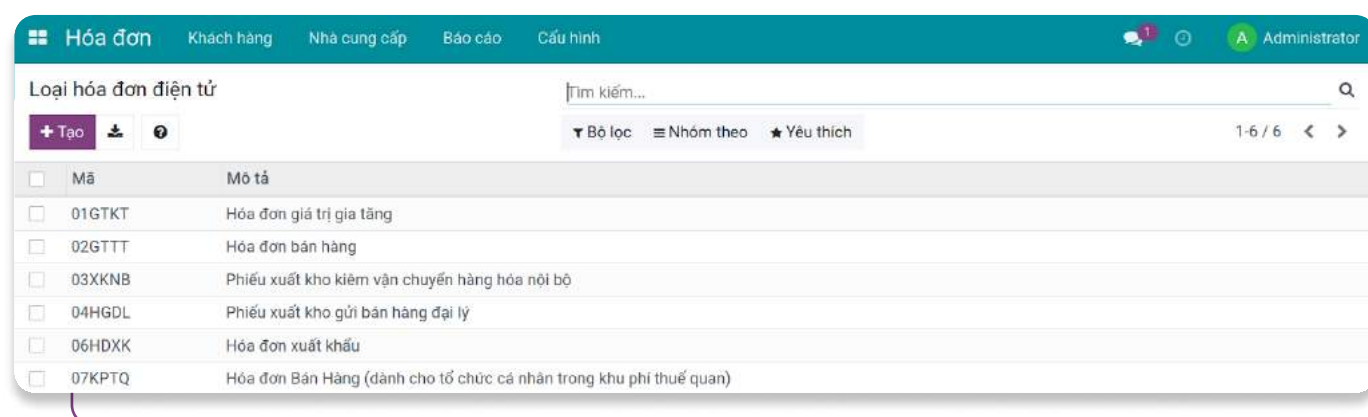 Hóa đơn Khách hàng Nhà cung cấp Báo cáo Cấu hình 1 A Administrator
Loại hóa đơn điện tử Tìm kiếm...
+ Tạo Bộ lọc Nhóm theo Yêu thích 1-6 / 6
Mã Mô tả
01GTKT Hóa đơn giá trị gia tăng
02GTTT Hóa đơn bán hàng
03XKNB Phiếu xuất kho kiêm vận chuyển hàng hóa nội bộ
04HGDL Phiếu xuất kho gửi bán hàng đại lý
06HDXK Hóa đơn xuất khẩu
07KPTQ Hóa đơn Bán Hàng (dành cho tổ chức cá nhân trong khu phi thuế quan)